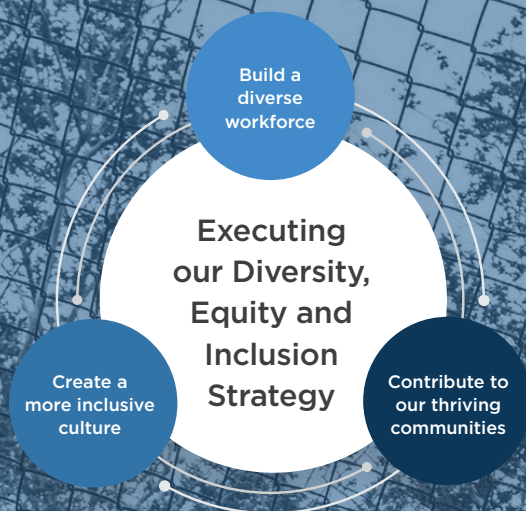 Build a
diverse
workforce
Executing
our Diversity,
Equity and
Inclusion
Strategy
Create a
more inclusive
culture
Contribute to
our thriving
communities